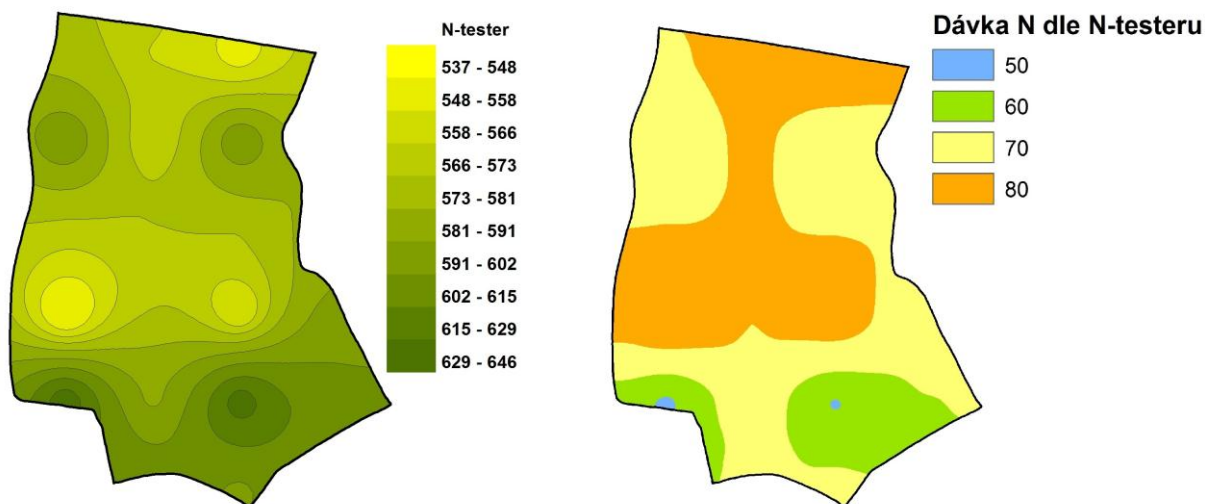 N-tester
537 - 548
548 - 558
558 - 566
566 - 573
573 - 581
581 - 591
591 - 602
602 - 615
615 - 629
629 - 646
Dávka N dle N-testeru
50
60
70
80